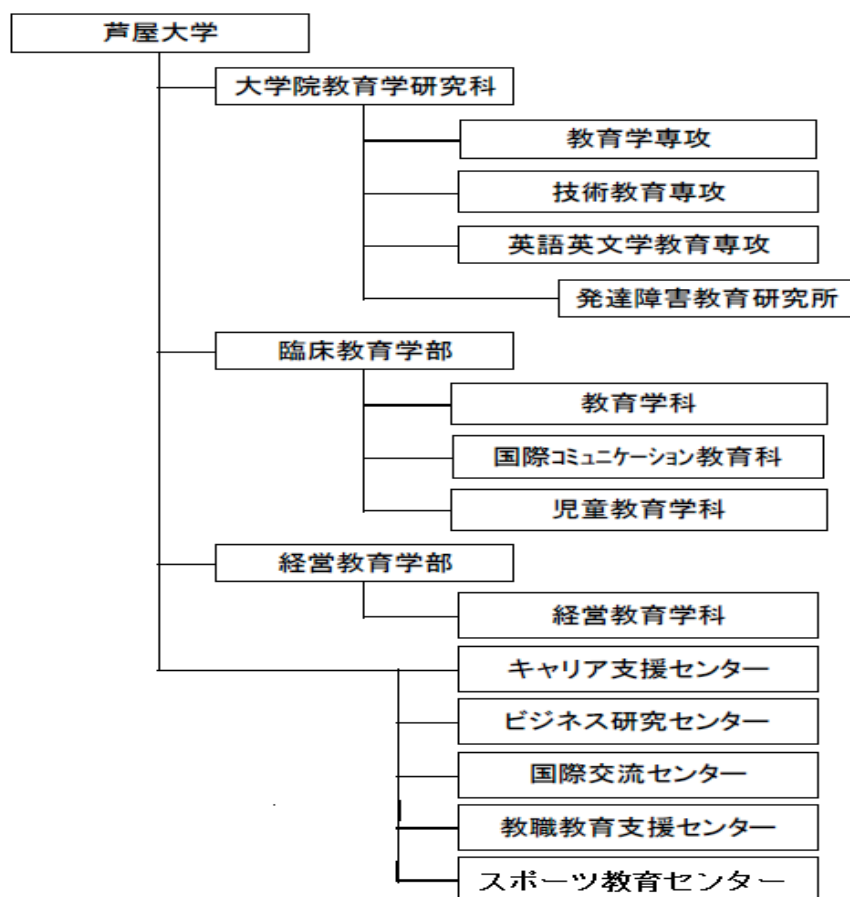 芦屋大学
大学院教育学研究科
教育学専攻
技術教育専攻
英語英文学教育専攻
発達障害教育研究所
臨床教育学部
教育学科
国際コミュニケーション教育科
児童教育学科
経営教育学部
経営教育学科
キャリア支援センター
ビジネス研究センター
国際交流センター
教職教育支援センター
スポーツ教育センター